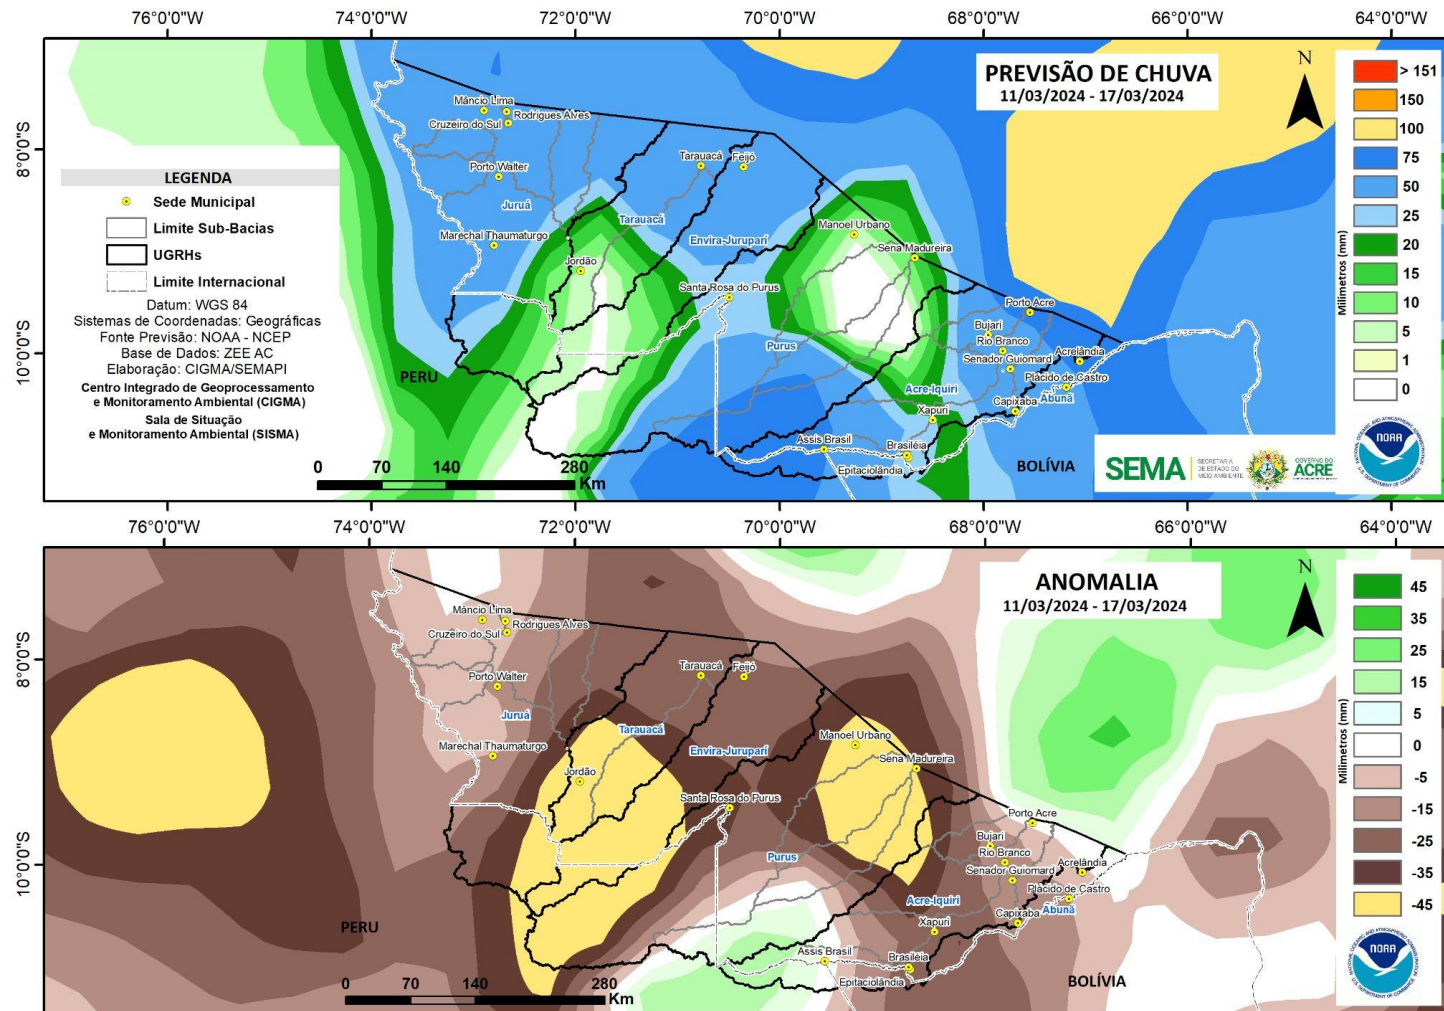 76°0'0"W 74°0'0"W 72°0'0"W 70°0'0"W 68°0'0"W 66°0'0"W 64°0'0"W
8°0'0"S
10°0'0"S
PREVISÃO DE CHUVA
11/03/2024 - 17/03/2024
N
LEGENDA
Sede Municipal
Limite Sub-Bacias
UGRHs
Limite Internacional
Datum: WGS 84
Sistemas de Coordenadas: Geográficas
Fonte Previsão: NOAA - NCEP
Base de Dados: ZEE AC
Elaboração: CIGMA/SEMAPI
Centro Integrado de Geoprocessamento
e Monitoramento Ambiental (CIGMA)
Sala de Situação
e Monitoramento Ambiental (SISMA)
Mâncio Lima
Rodrigues Alves
Cruzeiro do Sul
Porto Walter
Juruá
Marechal Thaumaturgo
Tarauacá
Feijó
Tarauacá
Jordão
Envira-Jurupari
Santa Rosa do Purus
Manoel Urbano
Sena Madureira
Purus
Porto Acre
Bujari
Rio Branco
Senador Guiomard
Acrelândia
Plácido de Castro
Abunã
Acre-Iquiri
Capixaba
Xapuri
Assis Brasil
Brasiléia
Epitaciolândia
PERU
BOLÍVIA
0 70 140 280
Km
Milímetros (mm)
> 151
150
100
75
50
25
20
15
10
5
1
0
SEMA
SECRETARIA
DE ESTADO DO
MEIO AMBIENTE
GOVERNO DO
ACRE
NOAA
76°0'0"W 74°0'0"W 72°0'0"W 70°0'0"W 68°0'0"W 66°0'0"W 64°0'0"W
8°0'0"S
10°0'0"S
ANOMALIA
11/03/2024 - 17/03/2024
N
Mâncio Lima
Rodrigues Alves
Cruzeiro do Sul
Porto Walter
Juruá
Marechal Thaumaturgo
Tarauacá
Feijó
Tarauacá
Jordão
Envira-Jurupari
Santa Rosa do Purus
Manoel Urbano
Sena Madureira
Purus
Porto Acre
Bujari
Rio Branco
Senador Guiomard
Acrelândia
Plácido de Castro
Abunã
Acre-Iquiri
Capixaba
Xapuri
Assis Brasil
Brasiléia
Epitaciolândia
PERU
BOLÍVIA
0 70 140 280
Km
Milímetros (mm)
45
35
25
15
5
0
-5
-15
-25
-35
-45
NOAA